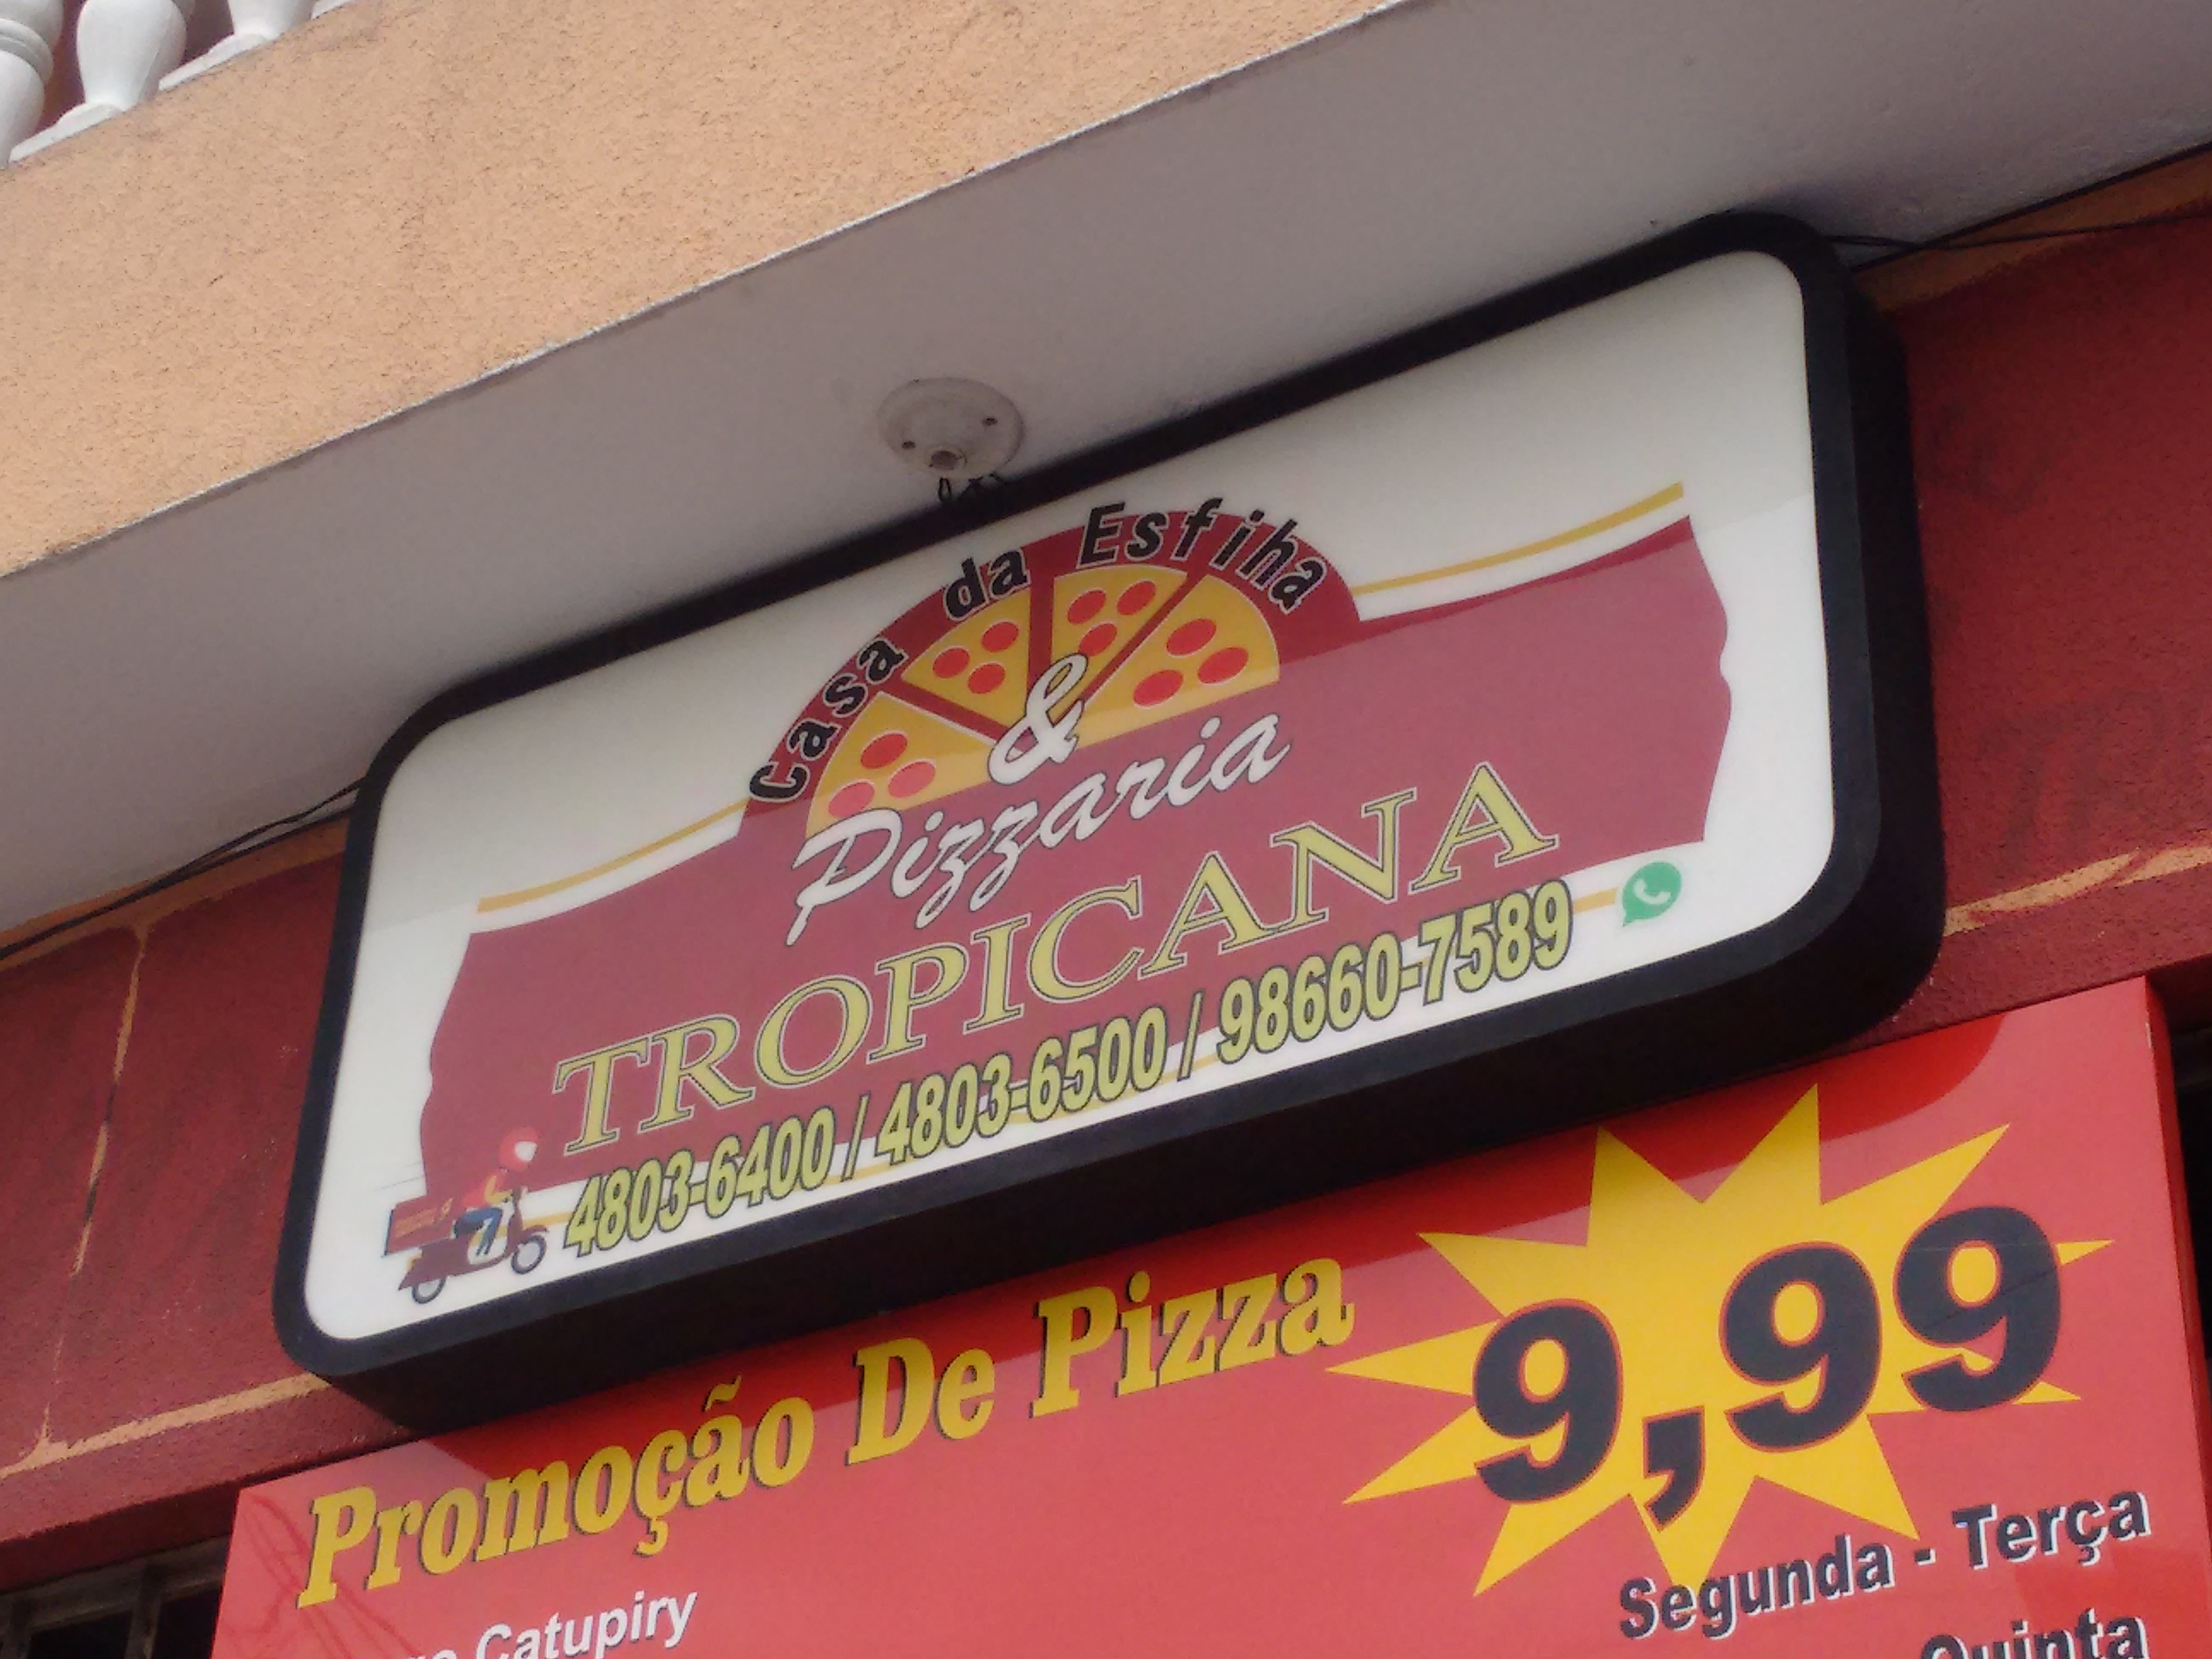 Casa da Esfiha
&
Pizzaria
TROPICANA
4803-6400 / 4803-6500 / 98660-7589
Promoção De Pizza
9,99
Segunda - Terça
Catupiry
Quinta